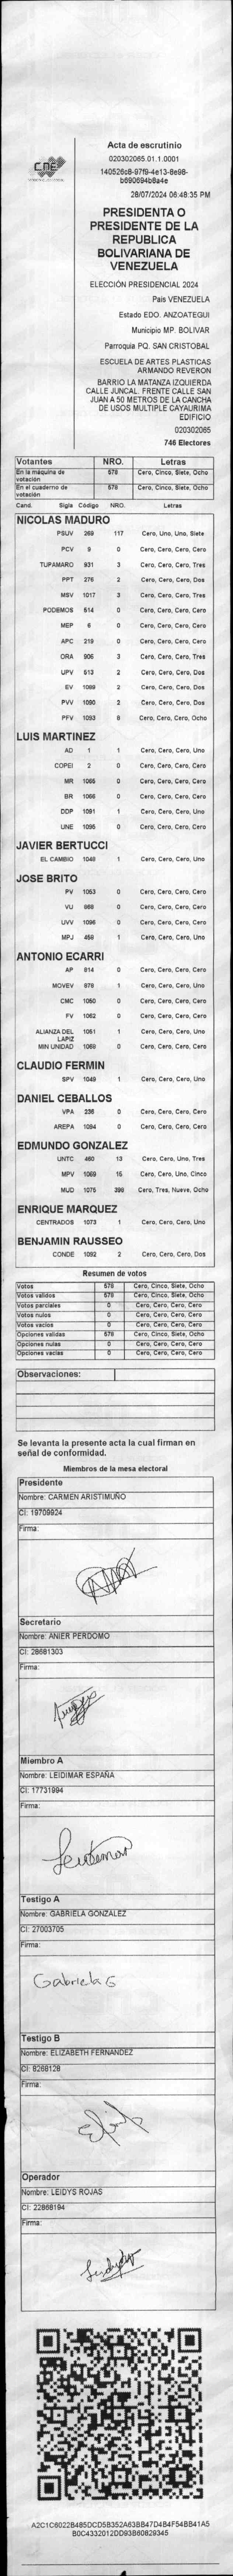 CNE
Acta de escrutinio
020302065.01.1.0001
140526c8-97f9-4e13-8e98-
b690694b8a4e
28/07/2024 06:48:35 PM
PRESIDENTA O
PRESIDENTE DE LA
REPUBLICA
BOLIVARIANA DE
VENEZUELA
ELECCIÓN PRESIDENCIAL 2024
País VENEZUELA
Estado EDO. ANZOATEGUI
Municipio MP. BOLIVAR
Parroquia PQ. SAN CRISTOBAL
ESCUELA DE ARTES PLASTICAS
ARMANDO REVERON
BARRIO LA MATANZA IZQUIERDA
CALLE JUNCAL. FRENTE CALLE SAN
JUAN A 50 METROS DE LA CANCHA
DE USOS MULTIPLE CAYAURIMA
EDIFICIO
020302065
746 Electores
Votantes NRO. Letras
En la máquina de votación 578 Cero, Cinco, Siete, Ocho
En el cuaderno de votación 578 Cero, Cinco, Siete, Ocho
Cand. Sigla Código NRO. Letras
NICOLAS MADURO
PSUV 269 117 Cero, Uno, Uno, Siete
PCV 9 0 Cero, Cero, Cero, Cero
TUPAMARO 931 3 Cero, Cero, Cero, Tres
PPT 276 2 Cero, Cero, Cero, Dos
MSV 1017 3 Cero, Cero, Cero, Tres
PODEMOS 514 0 Cero, Cero, Cero, Cero
MEP 6 0 Cero, Cero, Cero, Cero
APC 219 0 Cero, Cero, Cero, Cero
ORA 906 3 Cero, Cero, Cero, Tres
UPV 513 2 Cero, Cero, Cero, Dos
EV 1089 2 Cero, Cero, Cero, Dos
PVV 1090 2 Cero, Cero, Cero, Dos
PFV 1093 8 Cero, Cero, Cero, Ocho
LUIS MARTINEZ
AD 1 1 Cero, Cero, Cero, Uno
COPEI 2 0 Cero, Cero, Cero, Cero
MR 1065 0 Cero, Cero, Cero, Cero
BR 1066 0 Cero, Cero, Cero, Cero
DDP 1091 1 Cero, Cero, Cero, Uno
UNE 1095 0 Cero, Cero, Cero, Cero
JAVIER BERTUCCI
EL CAMBIO 1048 1 Cero, Cero, Cero, Uno
JOSE BRITO
PV 1053 0 Cero, Cero, Cero, Cero
VU 868 0 Cero, Cero, Cero, Cero
UVV 1096 0 Cero, Cero, Cero, Cero
MPJ 458 1 Cero, Cero, Cero, Uno
ANTONIO ECARRI
AP 814 0 Cero, Cero, Cero, Cero
MOVEV 879 1 Cero, Cero, Cero, Uno
CMC 1050 0 Cero, Cero, Cero, Cero
FV 1062 0 Cero, Cero, Cero, Cero
ALIANZA DEL LAPIZ 1051 1 Cero, Cero, Cero, Uno
MIN UNIDAD 1068 0 Cero, Cero, Cero, Cero
CLAUDIO FERMIN
SPV 1049 1 Cero, Cero, Cero, Uno
DANIEL CEBALLOS
VPA 236 0 Cero, Cero, Cero, Cero
AREPA 1094 0 Cero, Cero, Cero, Cero
EDMUNDO GONZALEZ
UNTC 460 13 Cero, Cero, Uno, Tres
MPV 1069 15 Cero, Cero, Uno, Cinco
MUD 1075 398 Cero, Tres, Nueve, Ocho
ENRIQUE MARQUEZ
CENTRADOS 1073 1 Cero, Cero, Cero, Uno
BENJAMIN RAUSSEO
CONDE 1092 2 Cero, Cero, Cero, Dos
Resumen de votos
Votos 578 Cero, Cinco, Siete, Ocho
Votos validos 578 Cero, Cinco, Siete, Ocho
Votos parciales 0 Cero, Cero, Cero, Cero
Votos nulos 0 Cero, Cero, Cero, Cero
Votos vacíos 0 Cero, Cero, Cero, Cero
Opciones validas 578 Cero, Cinco, Siete, Ocho
Opciones nulas 0 Cero, Cero, Cero, Cero
Opciones vacías 0 Cero, Cero, Cero, Cero
Observaciones:
Se levanta la presente acta la cual firman en
señal de conformidad.
Miembros de la mesa electoral
Presidente
Nombre: CARMEN ARISTIMUÑO
CI: 19709924
Firma:
Secretario
Nombre: ANIER PERDOMO
CI: 28681303
Firma:
Miembro A
Nombre: LEIDIMAR ESPAÑA
CI: 17731994
Firma:
Testigo A
Nombre: GABRIELA GONZALEZ
CI: 27003705
Firma:
Gabriela G
Testigo B
Nombre: ELIZABETH FERNANDEZ
CI: 8268128
Firma:
Operador
Nombre: LEIDYS ROJAS
CI: 22868194
Firma:
A2C1C6022B485DCD5B352A63BB47D4B4F54BB41A5
B0C4332012DD93B60829345